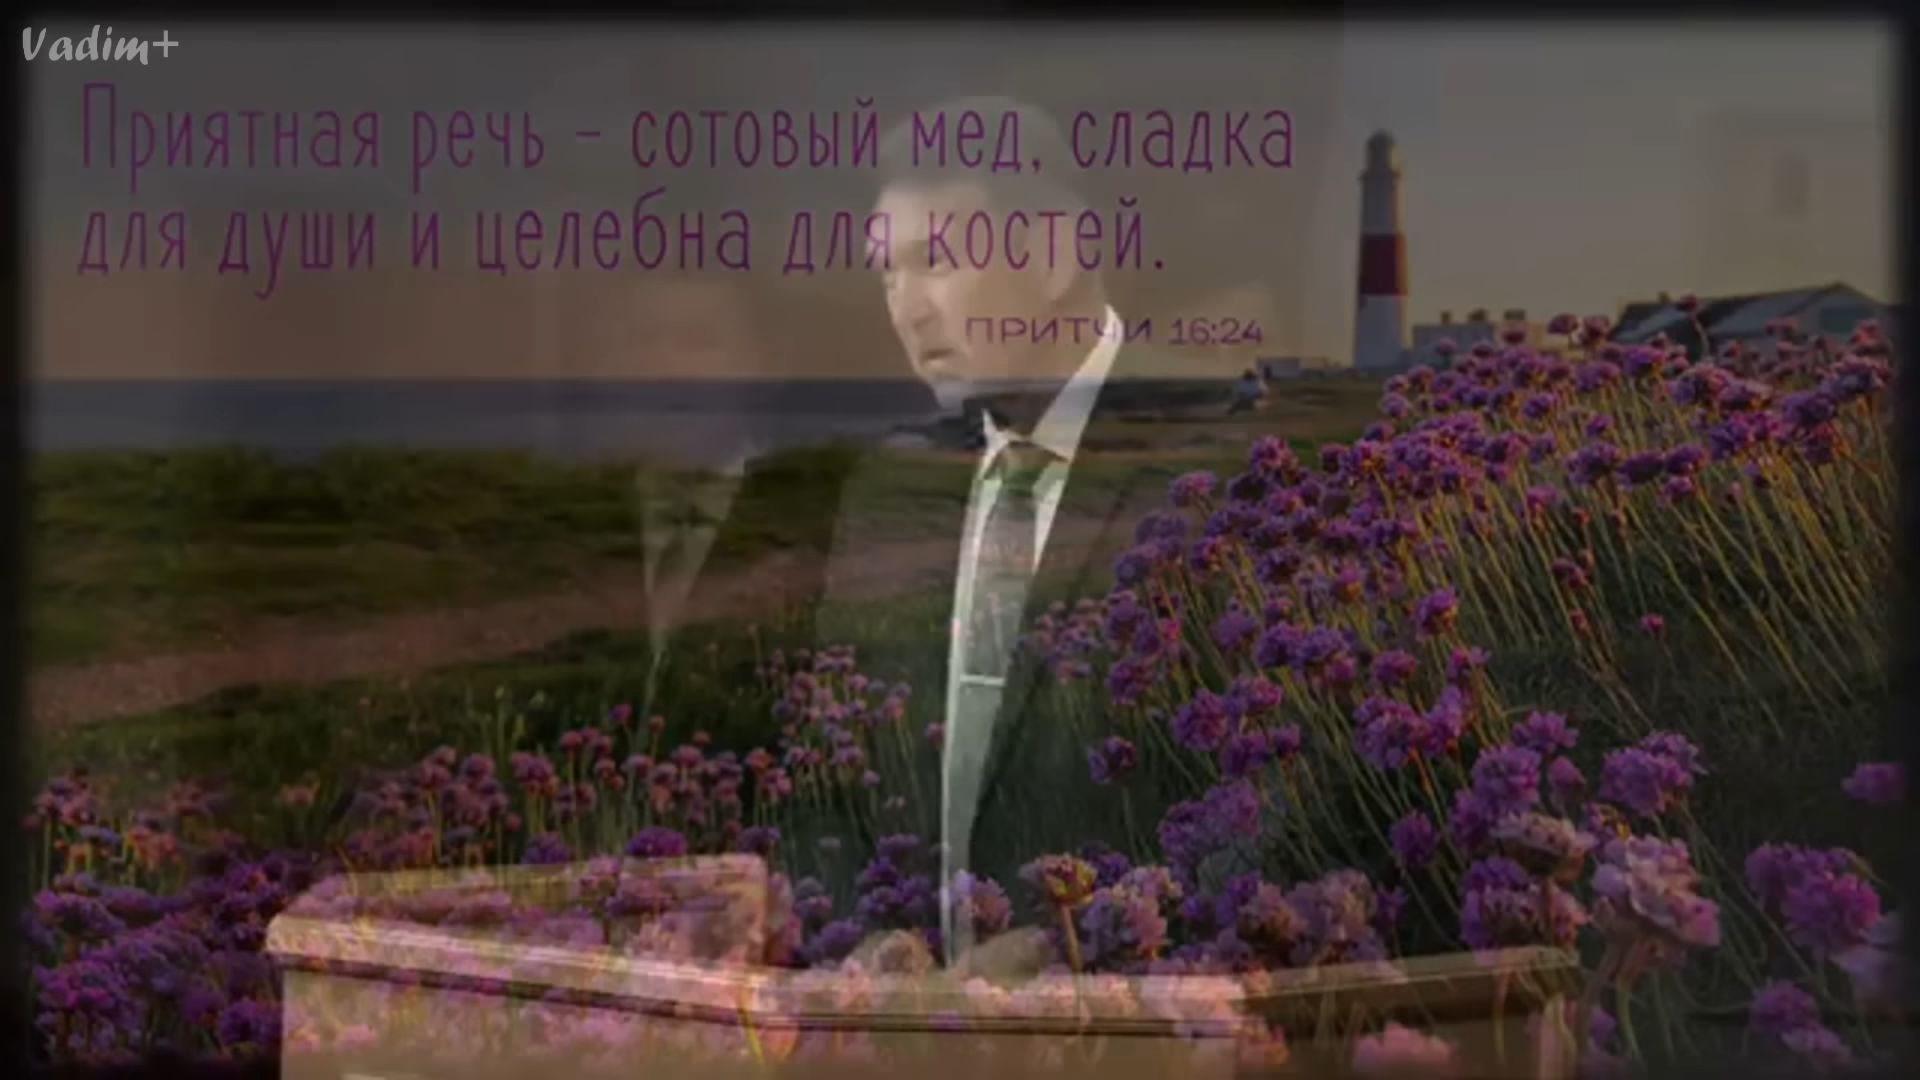 Vadim+
Приятная речь – сотовый мед, сладка
для души и целебна для костей.
ПРИТЧИ 16:24